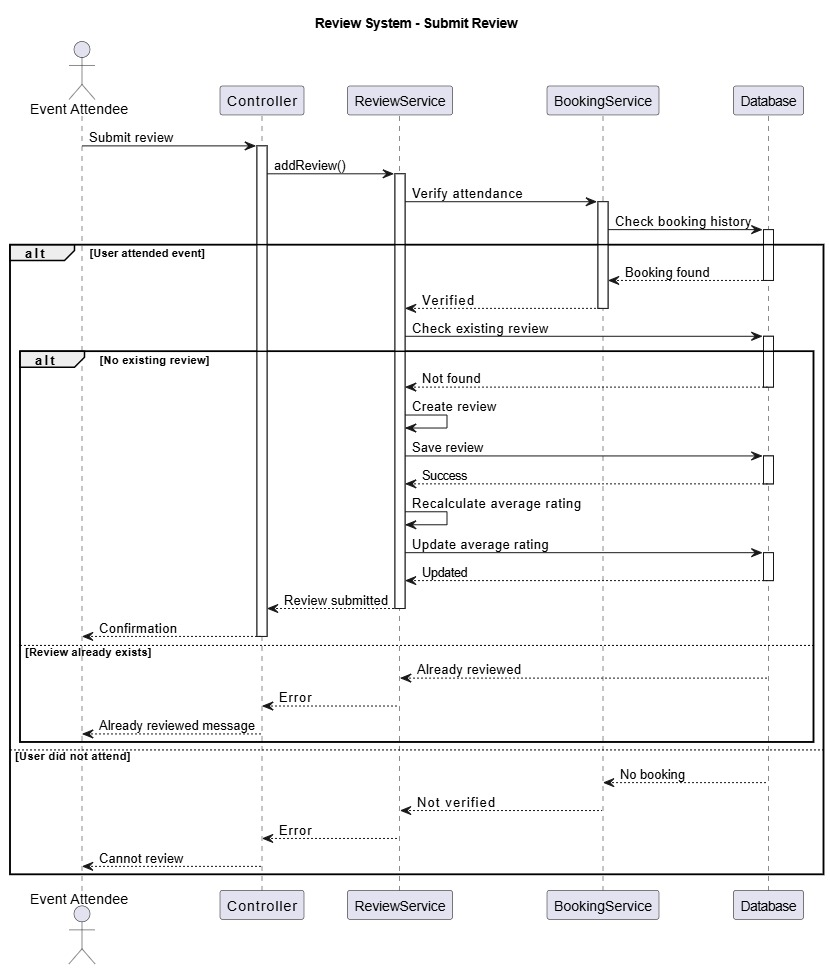 Review System - Submit Review
Event Attendee
Controller
ReviewService
BookingService
Database
Submit review
addReview()
Verify attendance
Check booking history
alt [User attended event]
Booking found
Verified
Check existing review
alt [No existing review]
Not found
Create review
Save review
Success
Recalculate average rating
Update average rating
Updated
Review submitted
Confirmation
[Review already exists]
Already reviewed
Error
Already reviewed message
[User did not attend]
No booking
Not verified
Error
Cannot review
Event Attendee
Controller
ReviewService
BookingService
Database